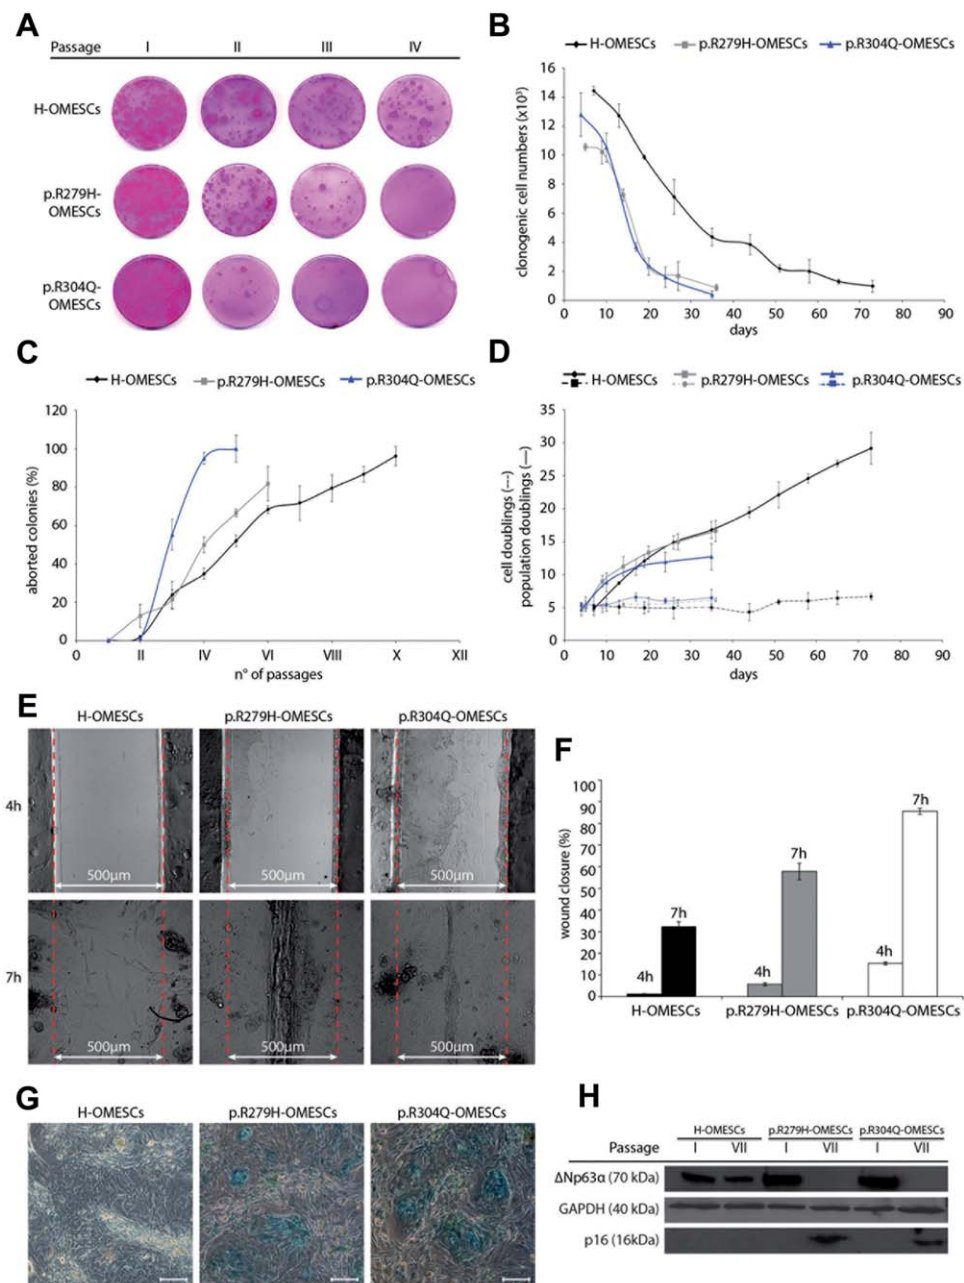 A
Passage I II III IV
H-OMESCs
p.R279H-
OMESCs
p.R304Q-
OMESCs
B
H-OMESCs p.R279H-OMESCs p.R304Q-OMESCs
clonogenic cell numbers (x10³)
16
14
12
10
8
6
4
2
0
0 10 20 30 40 50 60 70 80 90
days
C
H-OMESCs p.R279H-OMESCs p.R304Q-OMESCs
aborted colonies (%)
120
100
80
60
40
20
0
0 II IV VI VIII X XII
n° of passages
D
H-OMESCs p.R279H-OMESCs p.R304Q-OMESCs
cell doublings (---)
population doublings (—)
35
30
25
20
15
10
5
0
0 10 20 30 40 50 60 70 80 90
days
E
H-OMESCs p.R279H-OMESCs p.R304Q-OMESCs
4h
500µm 500µm 500µm
7h
500µm 500µm 500µm
F
wound closure (%)
100
90
80
70
60
50
40
30
20
10
0
4h 7h 4h 7h 4h 7h
H-OMESCs p.R279H-OMESCs p.R304Q-OMESCs
G
H-OMESCs p.R279H-OMESCs p.R304Q-OMESCs
H
H-OMESCs p.R279H-OMESCs p.R304Q-OMESCs
Passage I VII I VII I VII
ΔNp63α (70 kDa)
GAPDH (40 kDa)
p16 (16kDa)